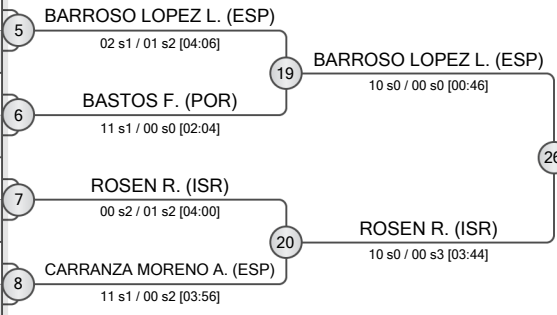 5
BARROSO LOPEZ L. (ESP)
02 s1 / 01 s2 [04:06]
19
BARROSO LOPEZ L. (ESP)
10 s0 / 00 s0 [00:46]
6
BASTOS F. (POR)
11 s1 / 00 s0 [02:04]
26
7
ROSEN R. (ISR)
00 s2 / 01 s2 [04:00]
20
ROSEN R. (ISR)
10 s0 / 00 s3 [03:44]
8
CARRANZA MORENO A. (ESP)
11 s1 / 00 s2 [03:56]